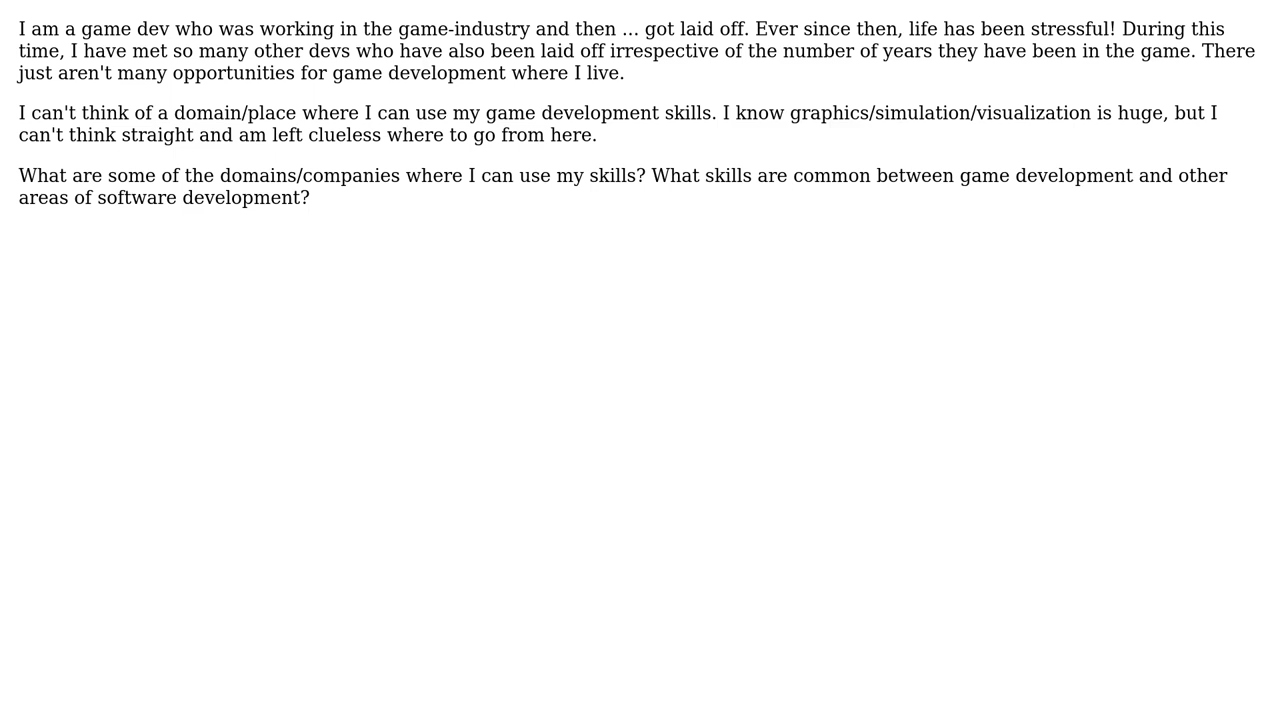 I am a game dev who was working in the game-industry and then ... got laid off. Ever since then, life has been stressful! During this
time, I have met so many other devs who have also been laid off irrespective of the number of years they have been in the game. There
just aren't many opportunities for game development where I live.
I can't think of a domain/place where I can use my game development skills. I know graphics/simulation/visualization is huge, but I
can't think straight and am left clueless where to go from here.
What are some of the domains/companies where I can use my skills? What skills are common between game development and other
areas of software development?